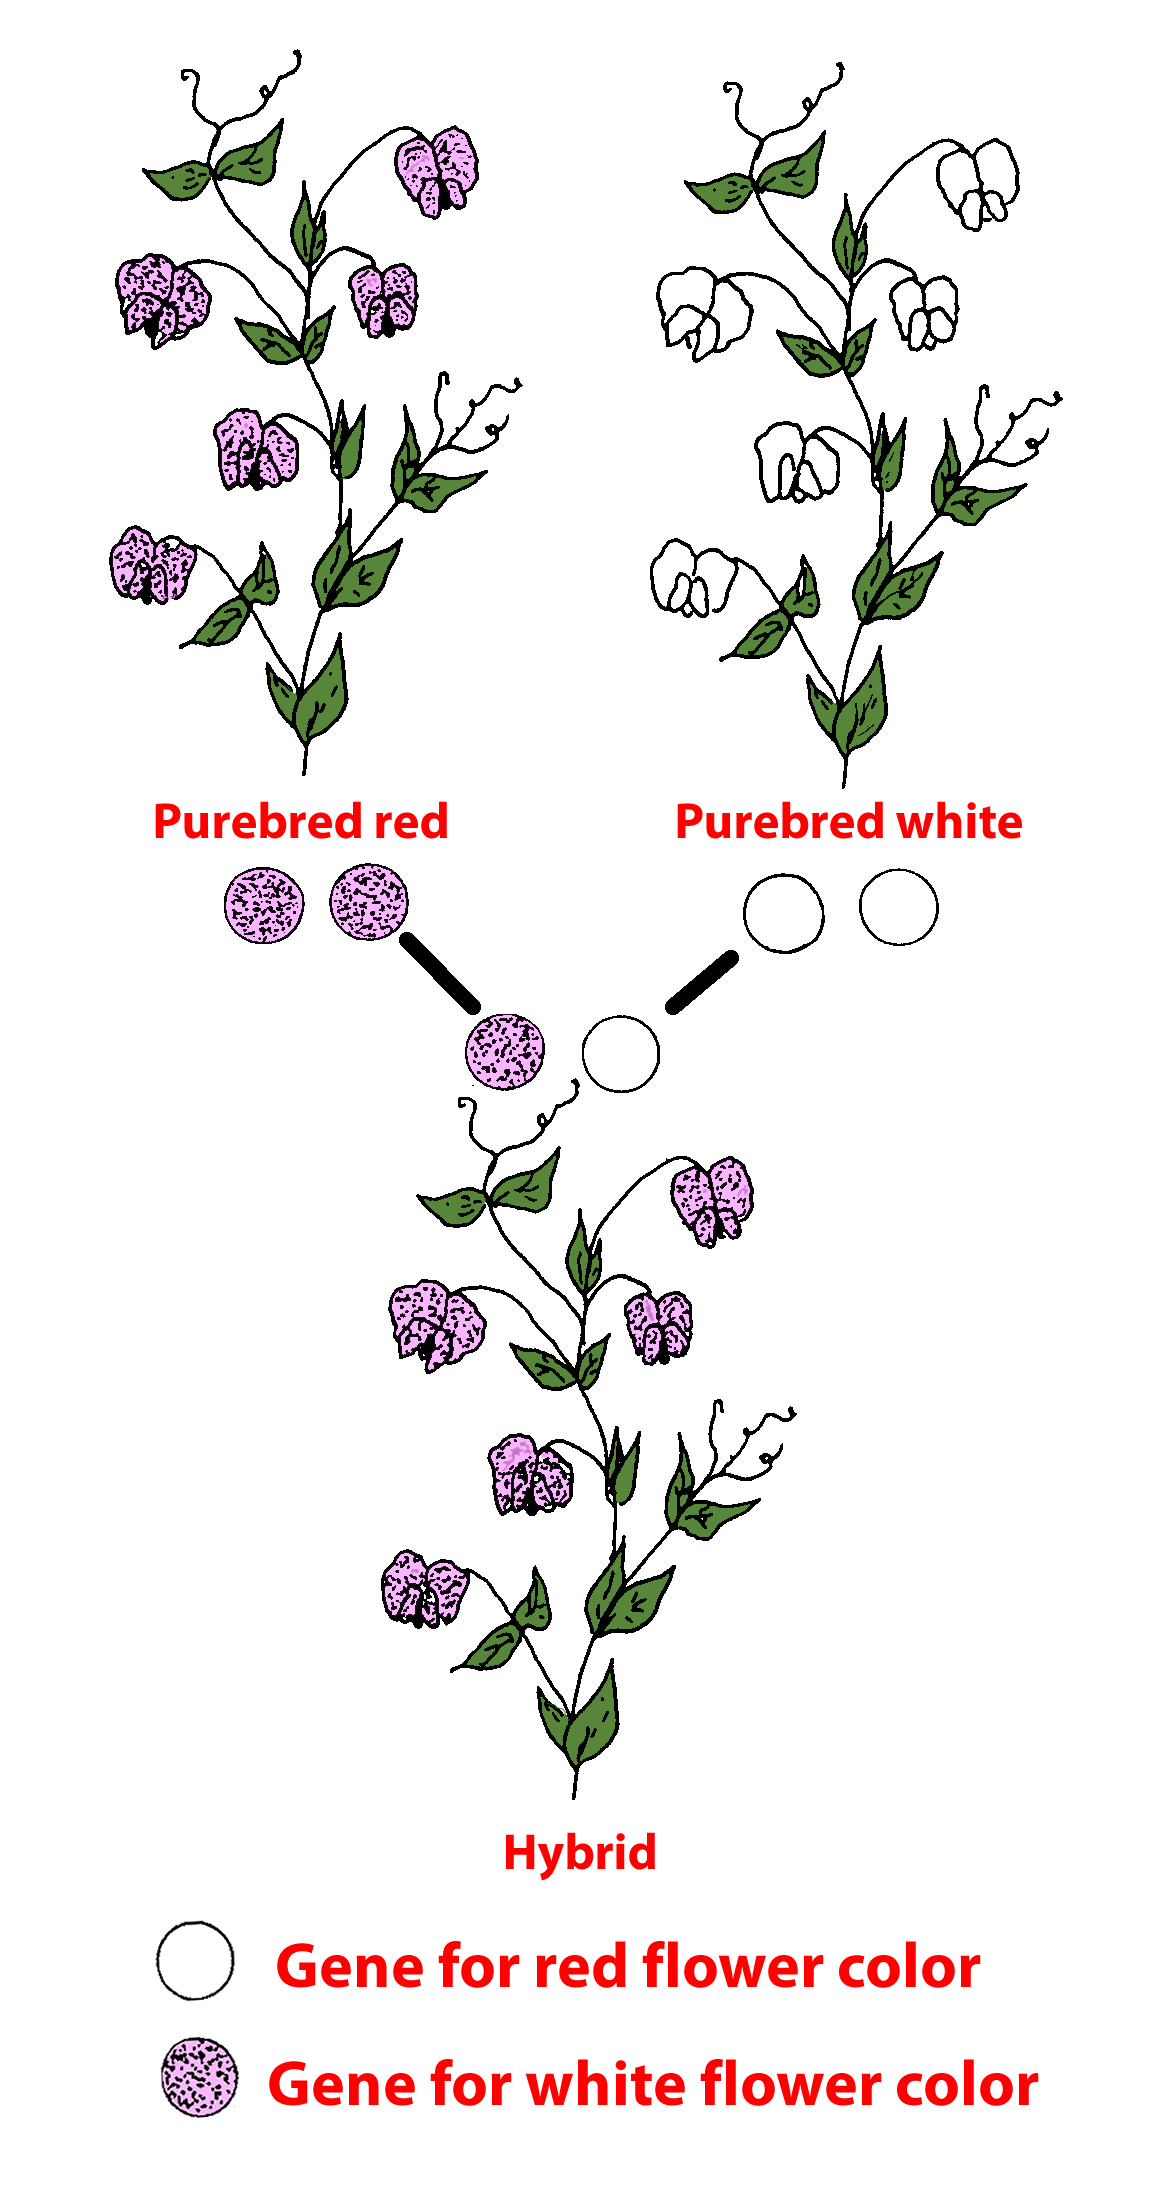 Purebred red
Purebred white
Hybrid
Gene for red flower color
Gene for white flower color